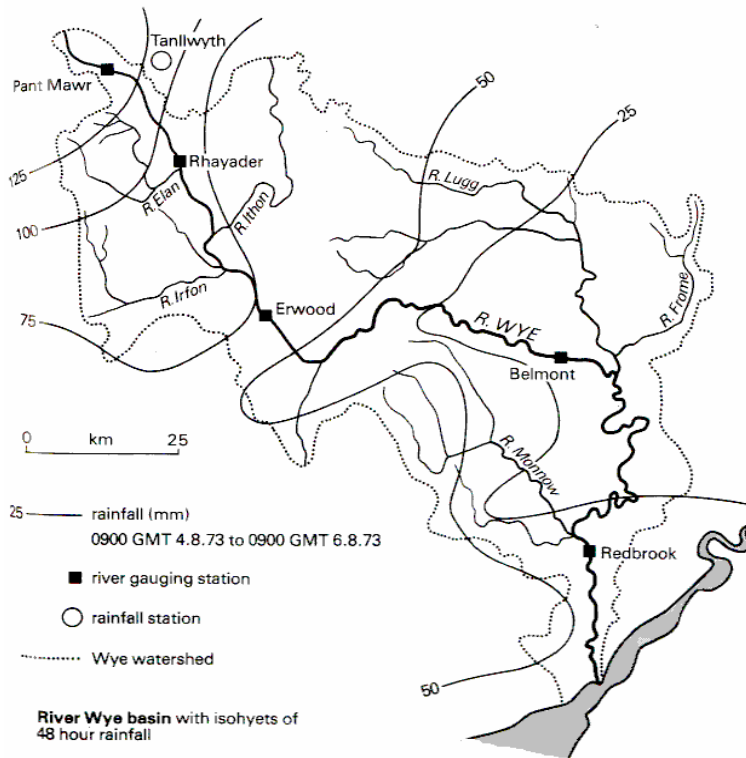 Tanllwyth
Pant Mawr
50
25
125
Rhayader
R. Lugg
R. Elan
R. Ithon
100
R. Frome
R. Irfon
Erwood
75
R. WYE
Belmont
0 km 25
R. Monnow
25 rainfall (mm)
0900 GMT 4.8.73 to 0900 GMT 6.8.73
Redbrook
river gauging station
rainfall station
Wye watershed
50
River Wye basin with isohyets of
48 hour rainfall